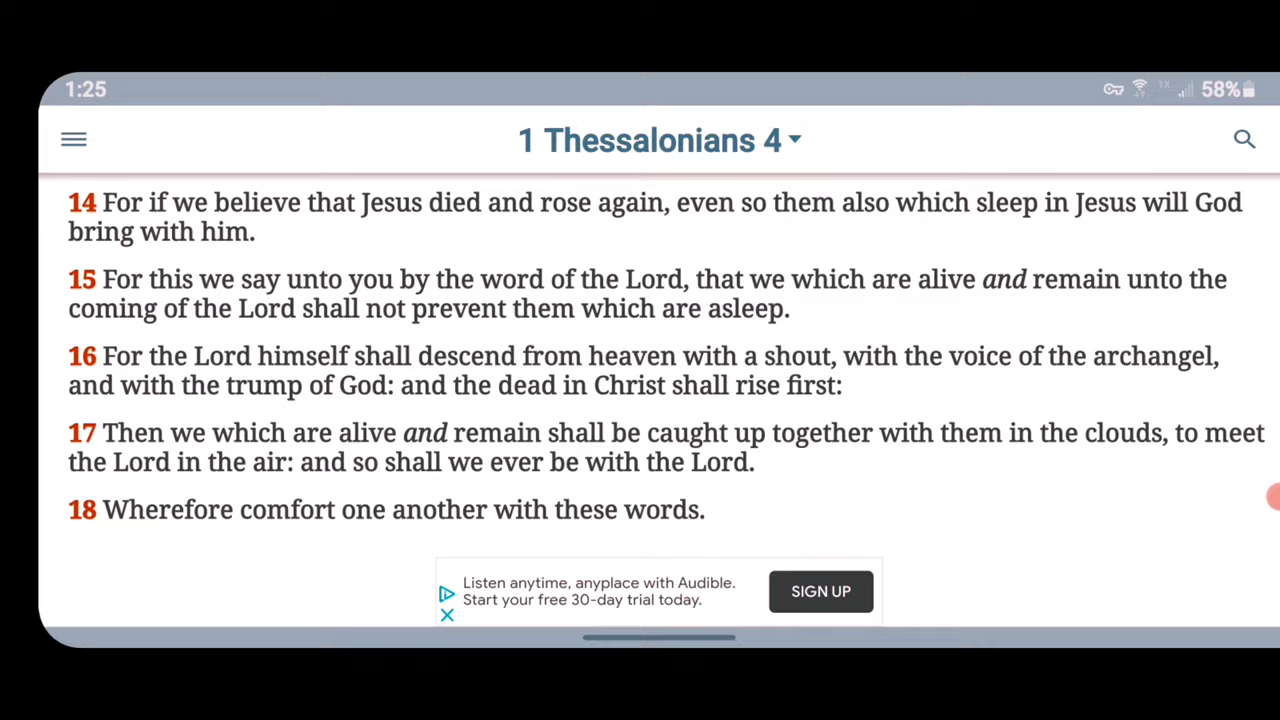 1:25
1X
58%
1 Thessalonians 4
14 For if we believe that Jesus died and rose again, even so them also which sleep in Jesus will God
bring with him.
15 For this we say unto you by the word of the Lord, that we which are alive and remain unto the
coming of the Lord shall not prevent them which are asleep.
16 For the Lord himself shall descend from heaven with a shout, with the voice of the archangel,
and with the trump of God: and the dead in Christ shall rise first:
17 Then we which are alive and remain shall be caught up together with them in the clouds, to meet
the Lord in the air: and so shall we ever be with the Lord.
18 Wherefore comfort one another with these words.
Listen anytime, anyplace with Audible.
Start your free 30-day trial today.
SIGN UP